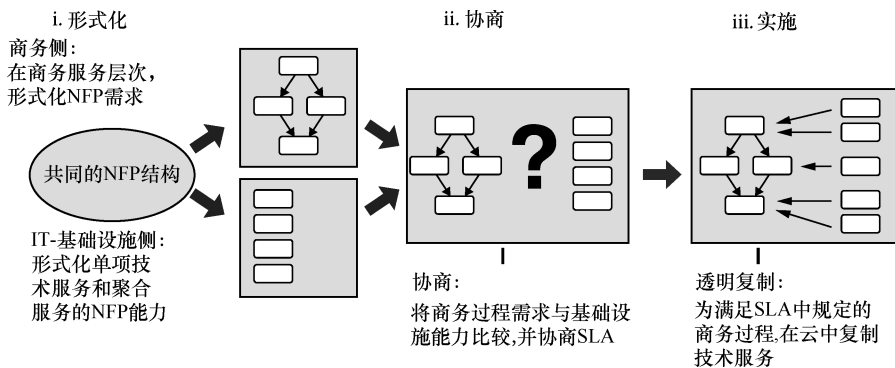 i. 形式化
商务侧：
在商务服务层次，
形式化NFP需求
共同的NFP结构
IT-基础设施侧：
形式化单项技
术服务和聚合
服务的NFP能力
ii. 协商
?
协商：
将商务过程需求与基础设
施能力比较,并协商SLA
iii. 实施
透明复制：
为满足SLA中规定的
商务过程,在云中复制
技术服务